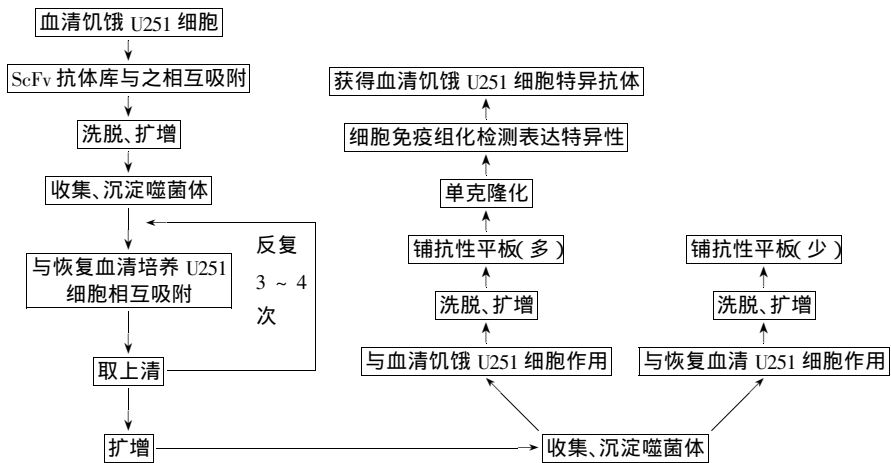 血清饥饿 U251 细胞
ScFv 抗体库与之相互吸附
洗脱、扩增
收集、沉淀噬菌体
与恢复血清培养 U251
细胞相互吸附
反复
3 ~ 4
次
取上清
扩增
收集、沉淀噬菌体
与血清饥饿 U251 细胞作用
洗脱、扩增
铺抗性平板( 多 )
单克隆化
细胞免疫组化检测表达特异性
获得血清饥饿 U251 细胞特异抗体
与恢复血清 U251 细胞作用
洗脱、扩增
铺抗性平板( 少 )